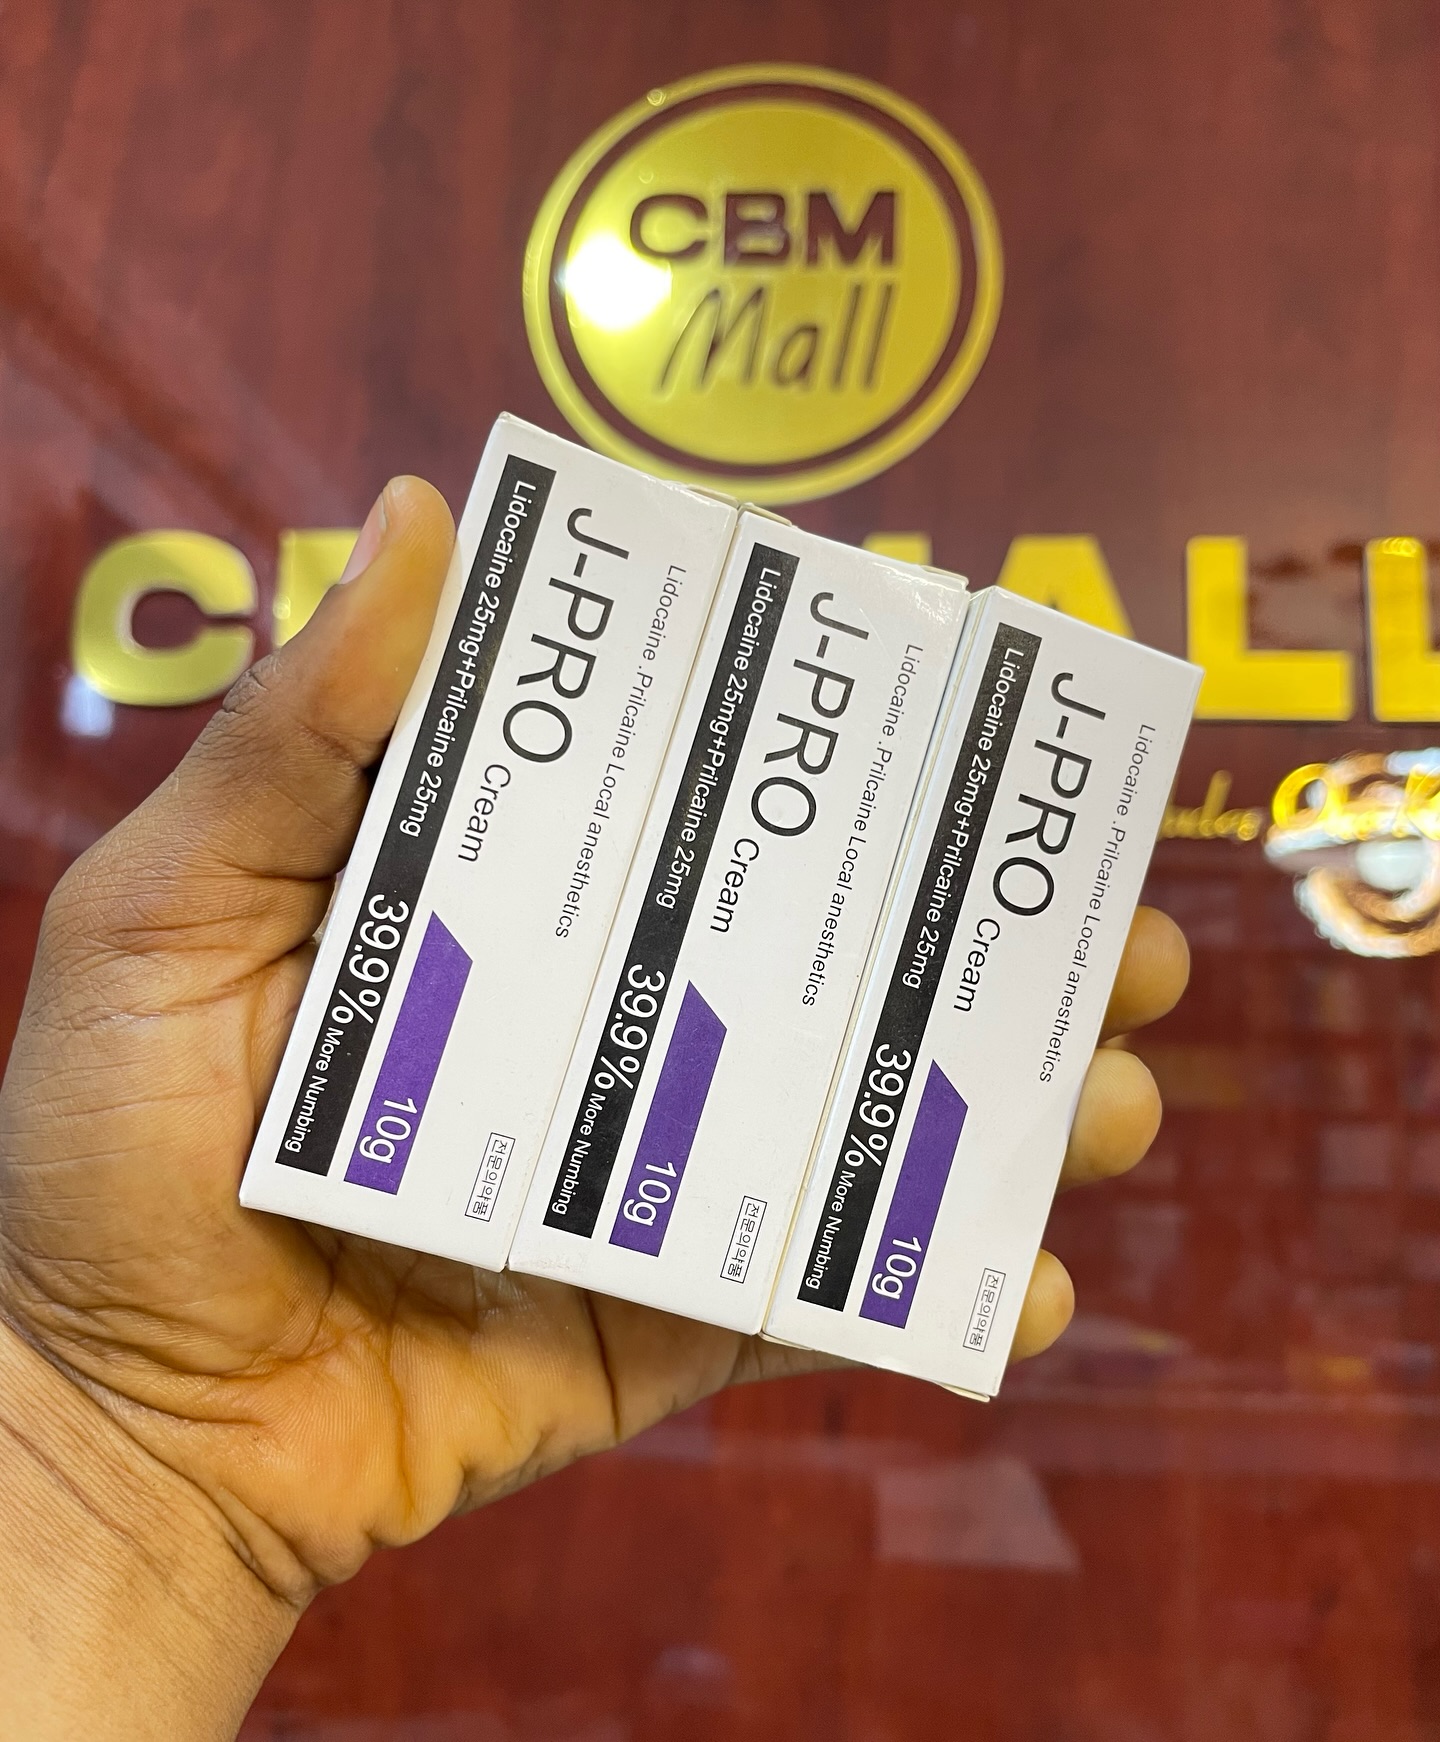 CBM
Mall
J-PRO Cream
Lidocaine .Prilcaine Local anesthetics
Lidocaine 25mg+Prilcaine 25mg 39.9% More Numbing
10g
전문의약품
J-PRO Cream
Lidocaine .Prilcaine Local anesthetics
Lidocaine 25mg+Prilcaine 25mg 39.9% More Numbing
10g
전문의약품
J-PRO Cream
Lidocaine .Prilcaine Local anesthetics
Lidocaine 25mg+Prilcaine 25mg 39.9% More Numbing
10g
전문의약품